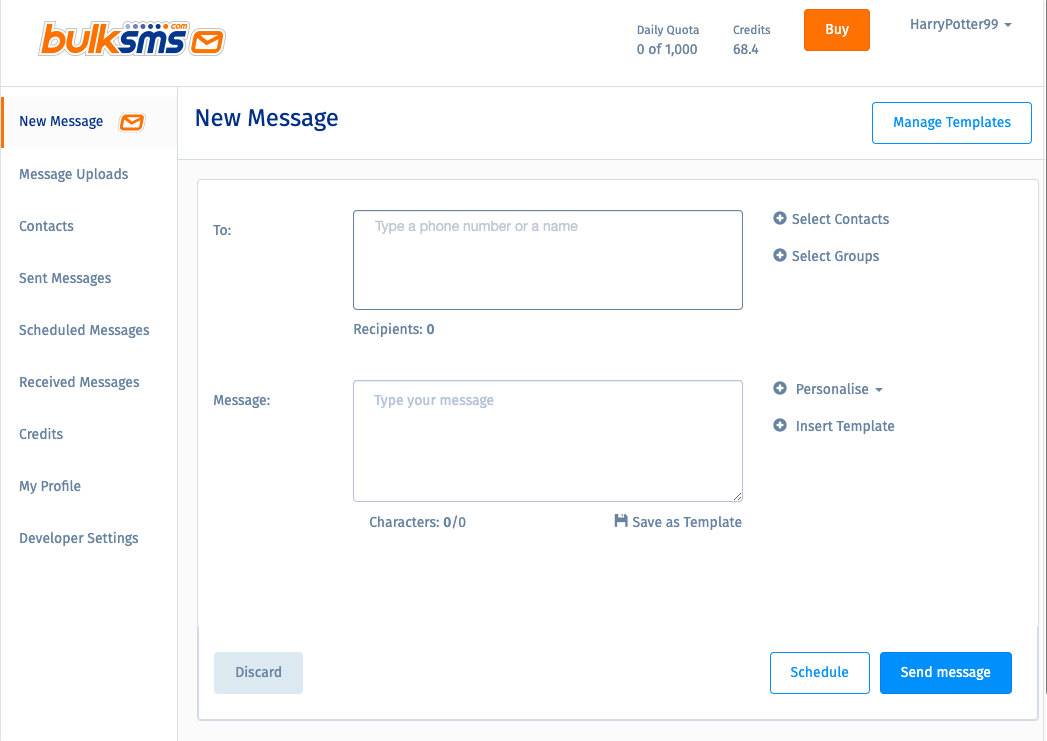 bulksms.com
Daily Quota
0 of 1,000
Credits
68.4
Buy
HarryPotter99
New Message
Message Uploads
Contacts
Sent Messages
Scheduled Messages
Received Messages
Credits
My Profile
Developer Settings
New Message
Manage Templates
To:
Type a phone number or a name
Select Contacts
Select Groups
Recipients: 0
Message:
Type your message
Personalise
Insert Template
Characters: 0/0
Save as Template
Discard
Schedule
Send message